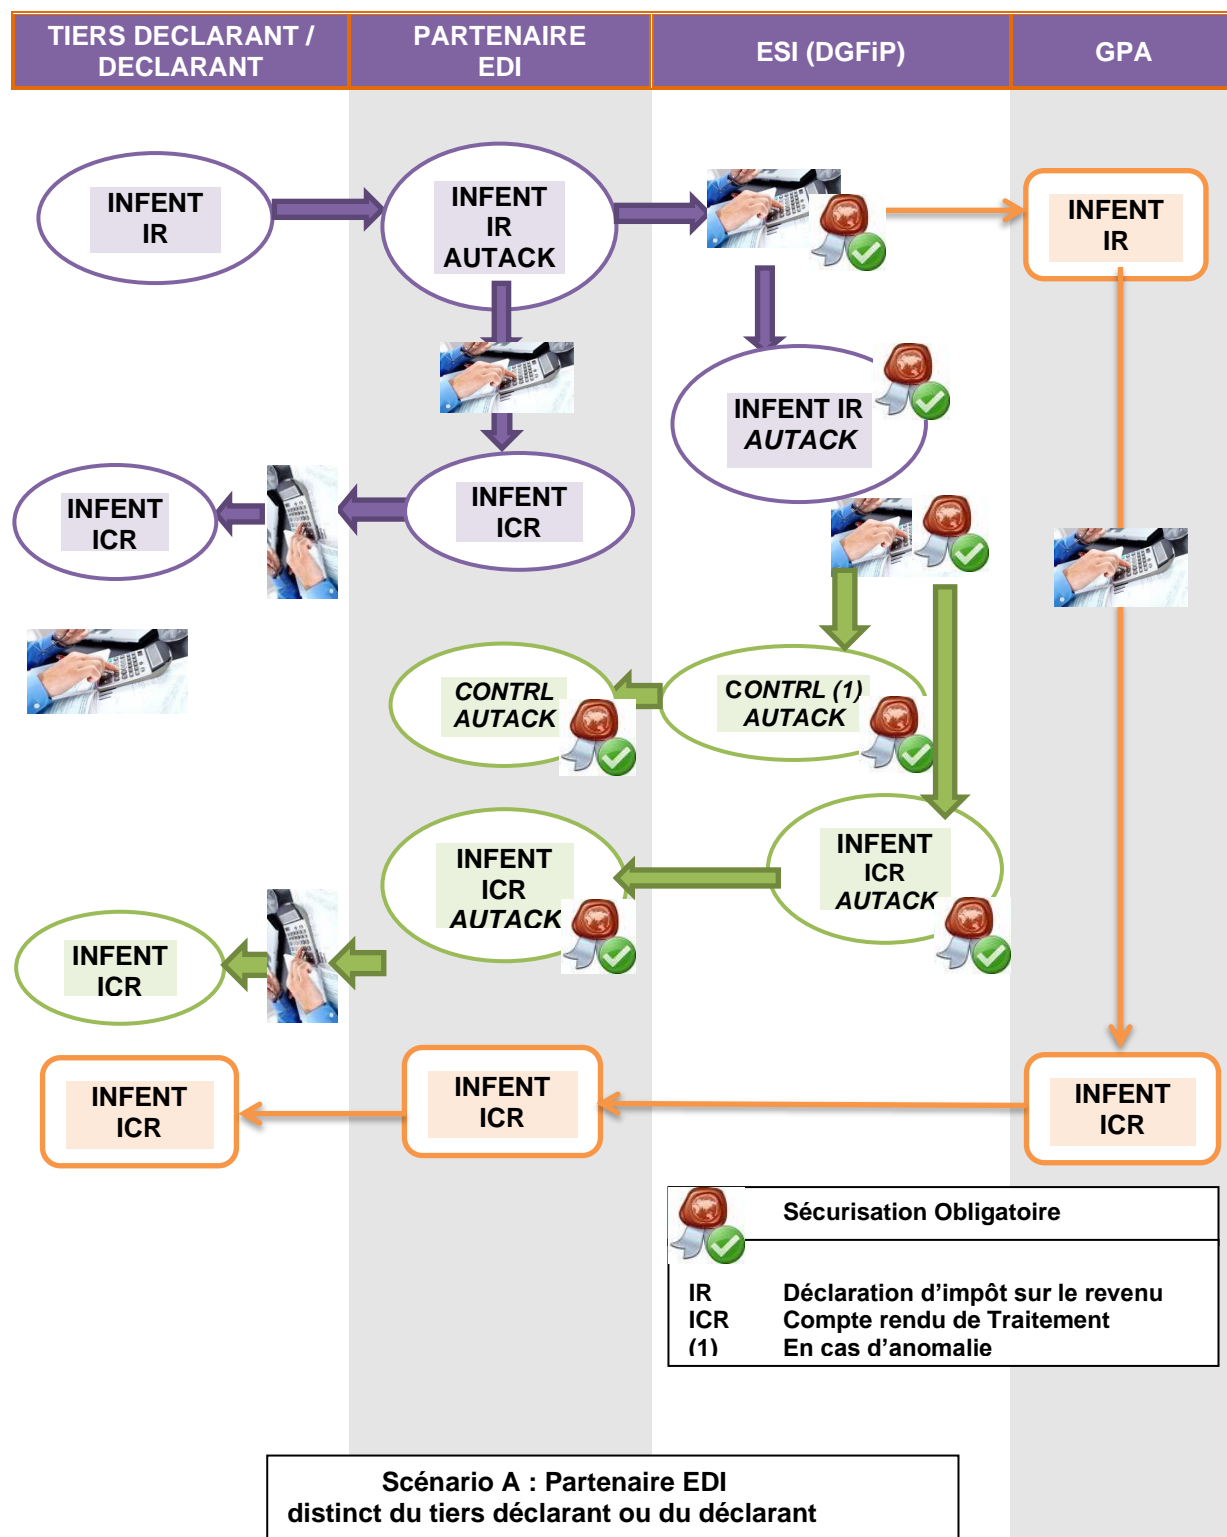 TIERS DECLARANT /
DECLARANT
PARTENAIRE
EDI
ESI (DGFiP)
GPA
INFENT
IR
INFENT
IR
AUTACK
INFENT
IR
INFENT IR
AUTACK
INFENT
ICR
INFENT
ICR
CONTRL
AUTACK
CONTRL (1)
AUTACK
INFENT
ICR
AUTACK
INFENT
ICR
AUTACK
INFENT
ICR
INFENT
ICR
INFENT
ICR
INFENT
ICR
Sécurisation Obligatoire
IR Déclaration d’impôt sur le revenu
ICR Compte rendu de Traitement
(1) En cas d’anomalie
Scénario A : Partenaire EDI
distinct du tiers déclarant ou du déclarant